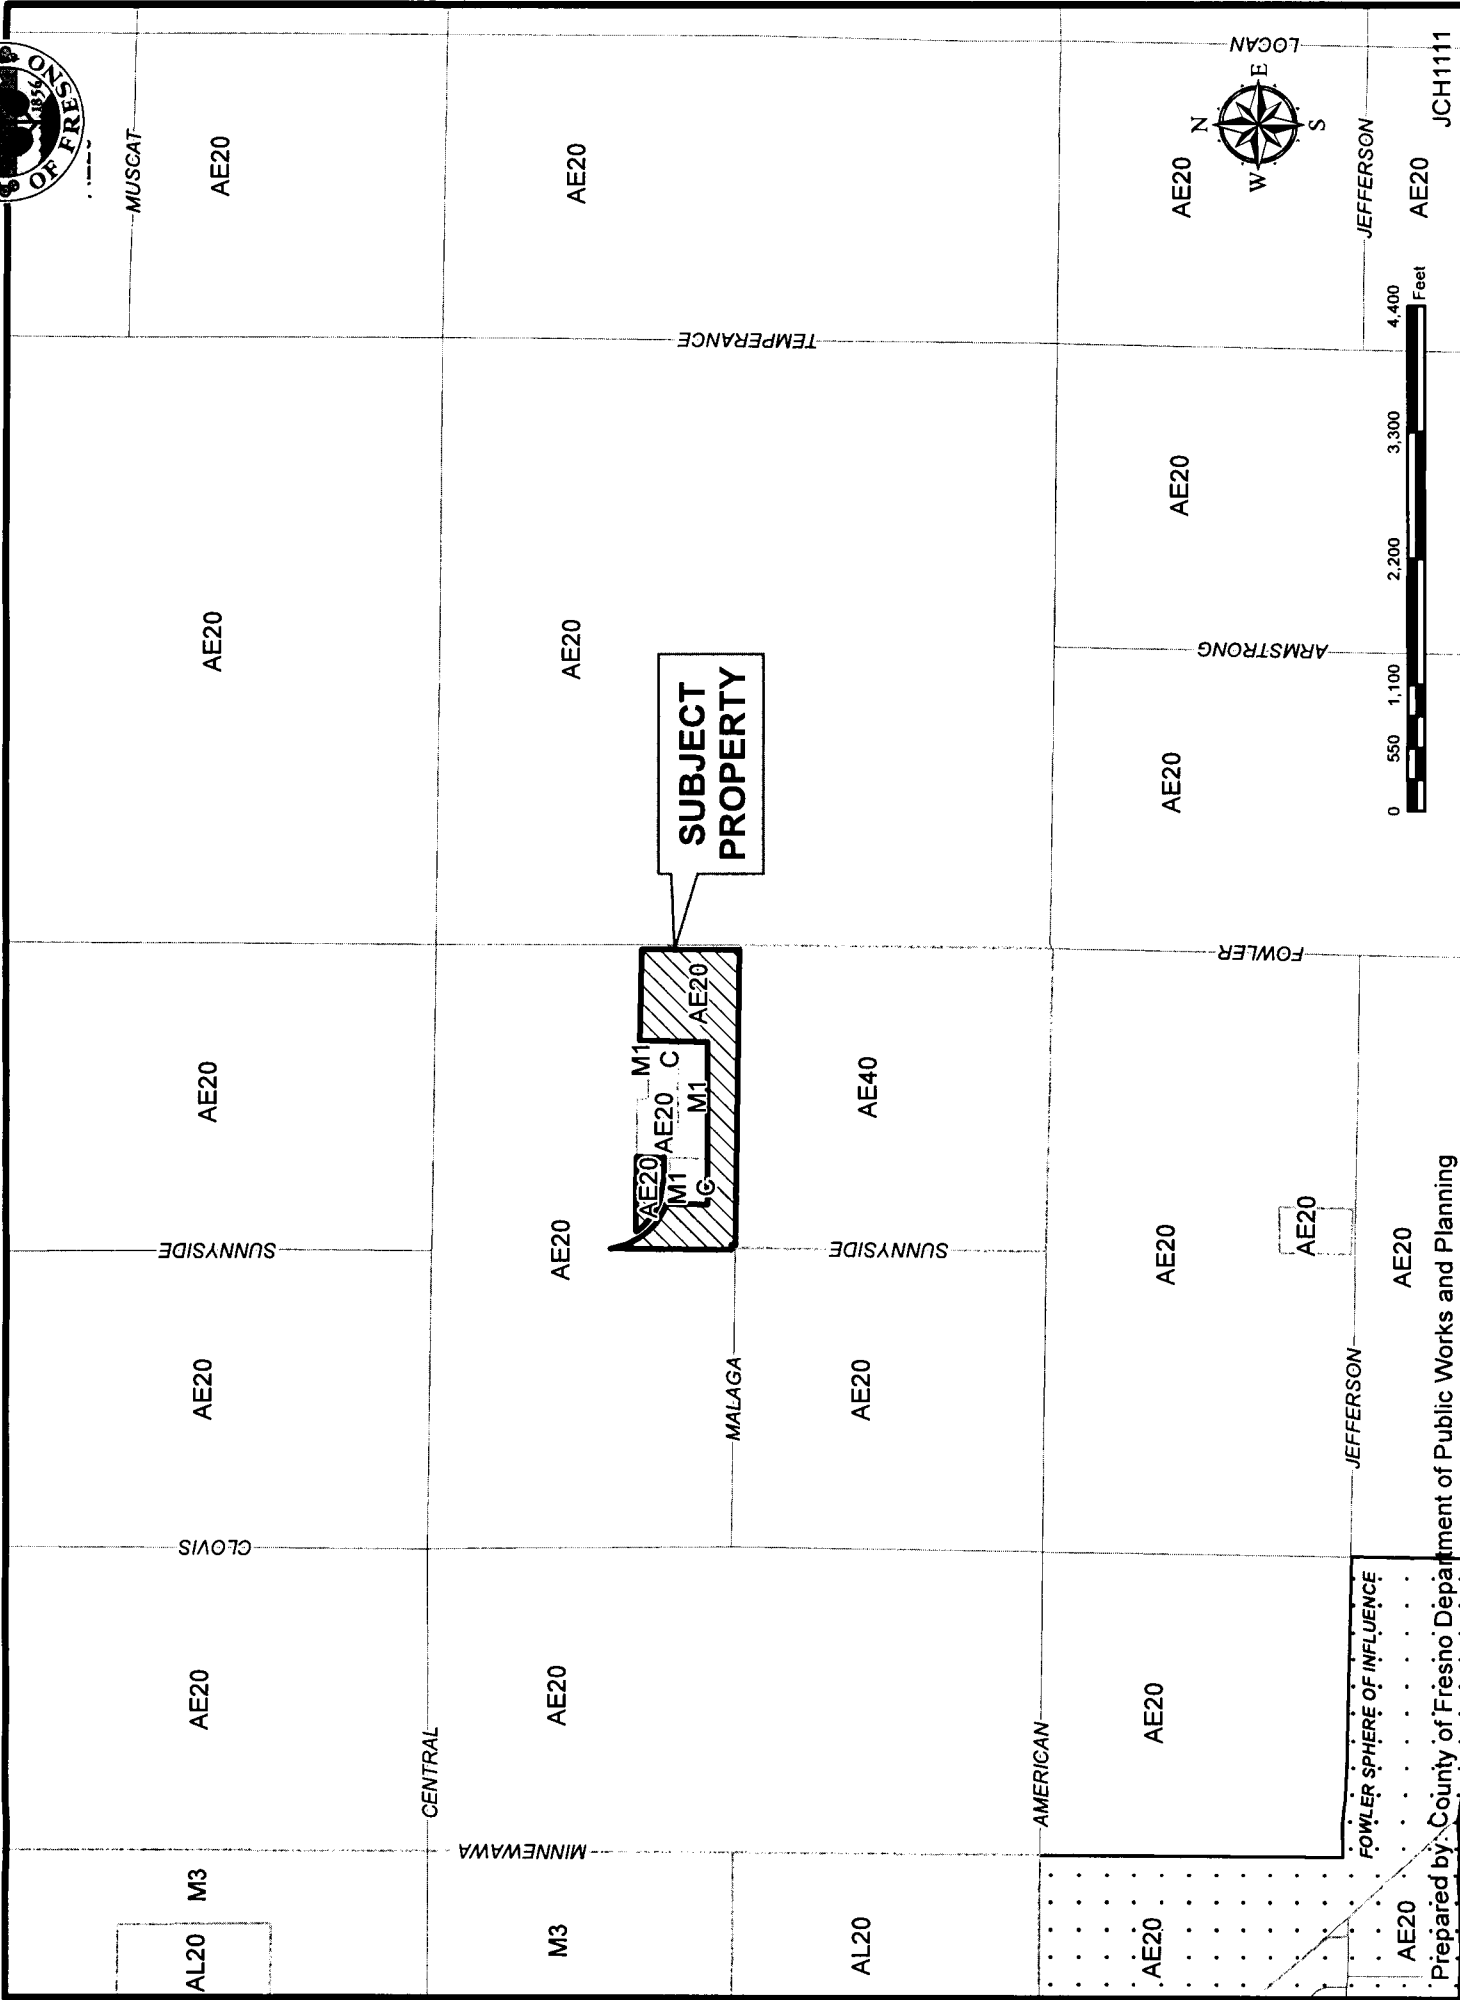 OF FRESNO
1856
MUSCAT
AL20
M3
AE20
AE20
CLOVIS
SUNNYSIDE
AE20
AE20
AE20
CENTRAL
MINNEWAWA
M3
AE20
AE20
AE20
AE20
AE20
M1
AE20
M1
C
M1
C
AE20
SUBJECT
PROPERTY
TEMPERANCE
MALAGA
AL20
AE20
SUNNYSIDE
AE40
AMERICAN
AE20
AE20
AE20
AE20
AE20
AE20
FOWLER
ARMSTRONG
LOCAN
N
W
E
S
AE20
JEFFERSON
JEFFERSON
FOWLER SPHERE OF INFLUENCE
AE20
AE20
AE20
0 550 1,100 2,200 3,300 4,400
Feet
Prepared by: County of Fresno Department of Public Works and Planning
JCH1111